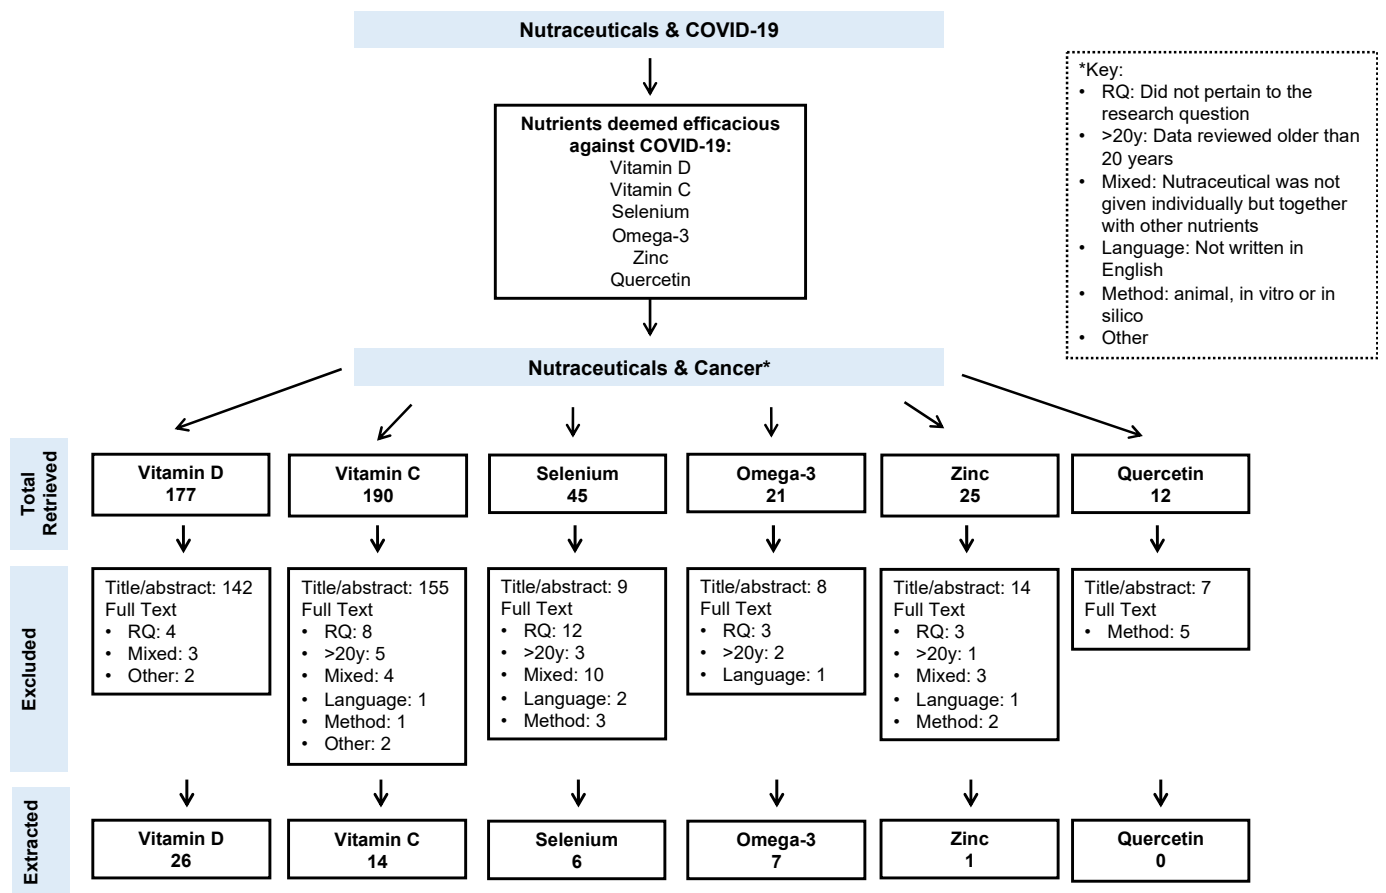 Nutraceuticals & COVID-19
*Key:
• RQ: Did not pertain to the
research question
• >20y: Data reviewed older than
20 years
• Mixed: Nutraceutical was not
given individually but together
with other nutrients
• Language: Not written in
English
• Method: animal, in vitro or in
silico
• Other
Nutrients deemed efficacious
against COVID-19:
Vitamin D
Vitamin C
Selenium
Omega-3
Zinc
Quercetin
Nutraceuticals & Cancer*
Total
Retrieved
Vitamin D
177
Vitamin C
190
Selenium
45
Omega-3
21
Zinc
25
Quercetin
12
Excluded
Title/abstract: 142
Full Text
• RQ: 4
• Mixed: 3
• Other: 2
Title/abstract: 155
Full Text
• RQ: 8
• >20y: 5
• Mixed: 4
• Language: 1
• Method: 1
• Other: 2
Title/abstract: 9
Full Text
• RQ: 12
• >20y: 3
• Mixed: 10
• Language: 2
• Method: 3
Title/abstract: 8
Full Text
• RQ: 3
• >20y: 2
• Language: 1
Title/abstract: 14
Full Text
• RQ: 3
• >20y: 1
• Mixed: 3
• Language: 1
• Method: 2
Title/abstract: 7
Full Text
• Method: 5
Extracted
Vitamin D
26
Vitamin C
14
Selenium
6
Omega-3
7
Zinc
1
Quercetin
0